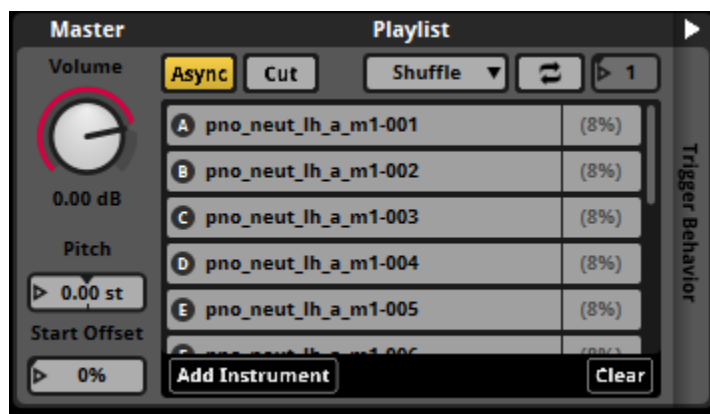 Master
Playlist
Volume
0.00 dB
Pitch
0.00 st
Start Offset
0%
Async
Cut
Shuffle
1
A pno_neut_lh_a_m1-001 (8%)
B pno_neut_lh_a_m1-002 (8%)
C pno_neut_lh_a_m1-003 (8%)
D pno_neut_lh_a_m1-004 (8%)
E pno_neut_lh_a_m1-005 (8%)
Add Instrument
Clear
Trigger Behavior